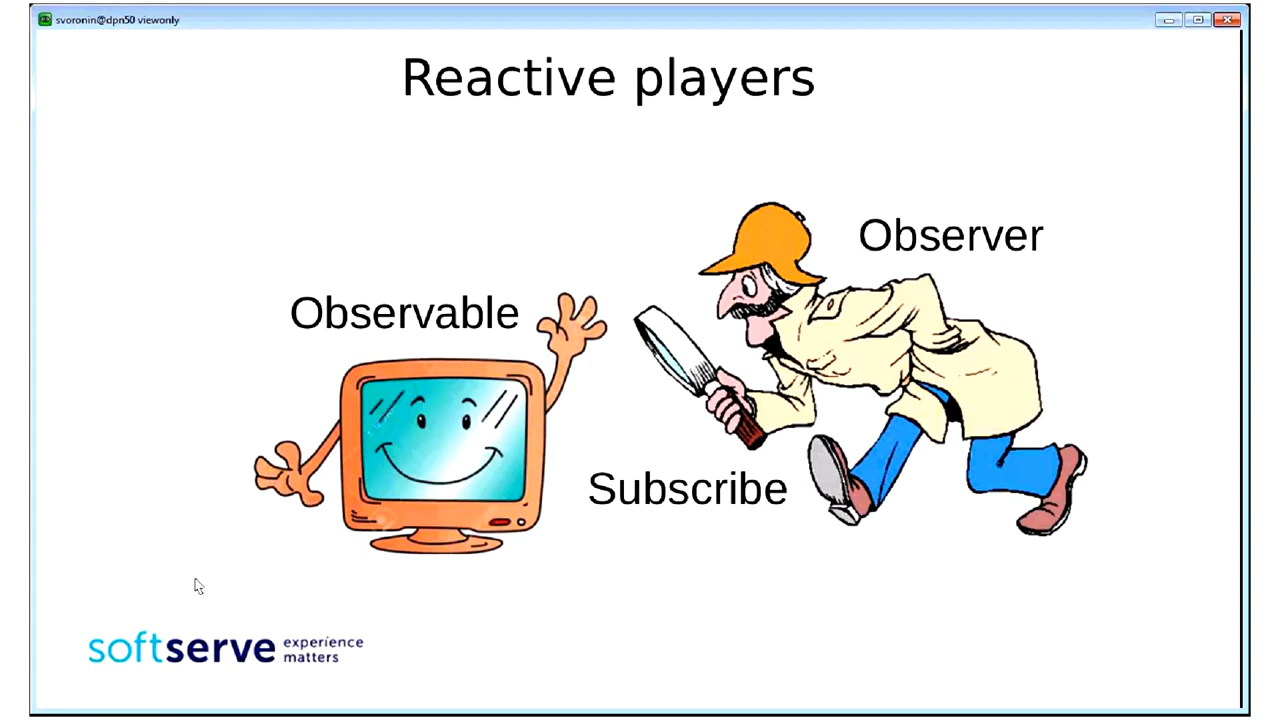 svoronin@dpn50 viewonly
Reactive players
Observer
Observable
Subscribe
softserve experience
matters